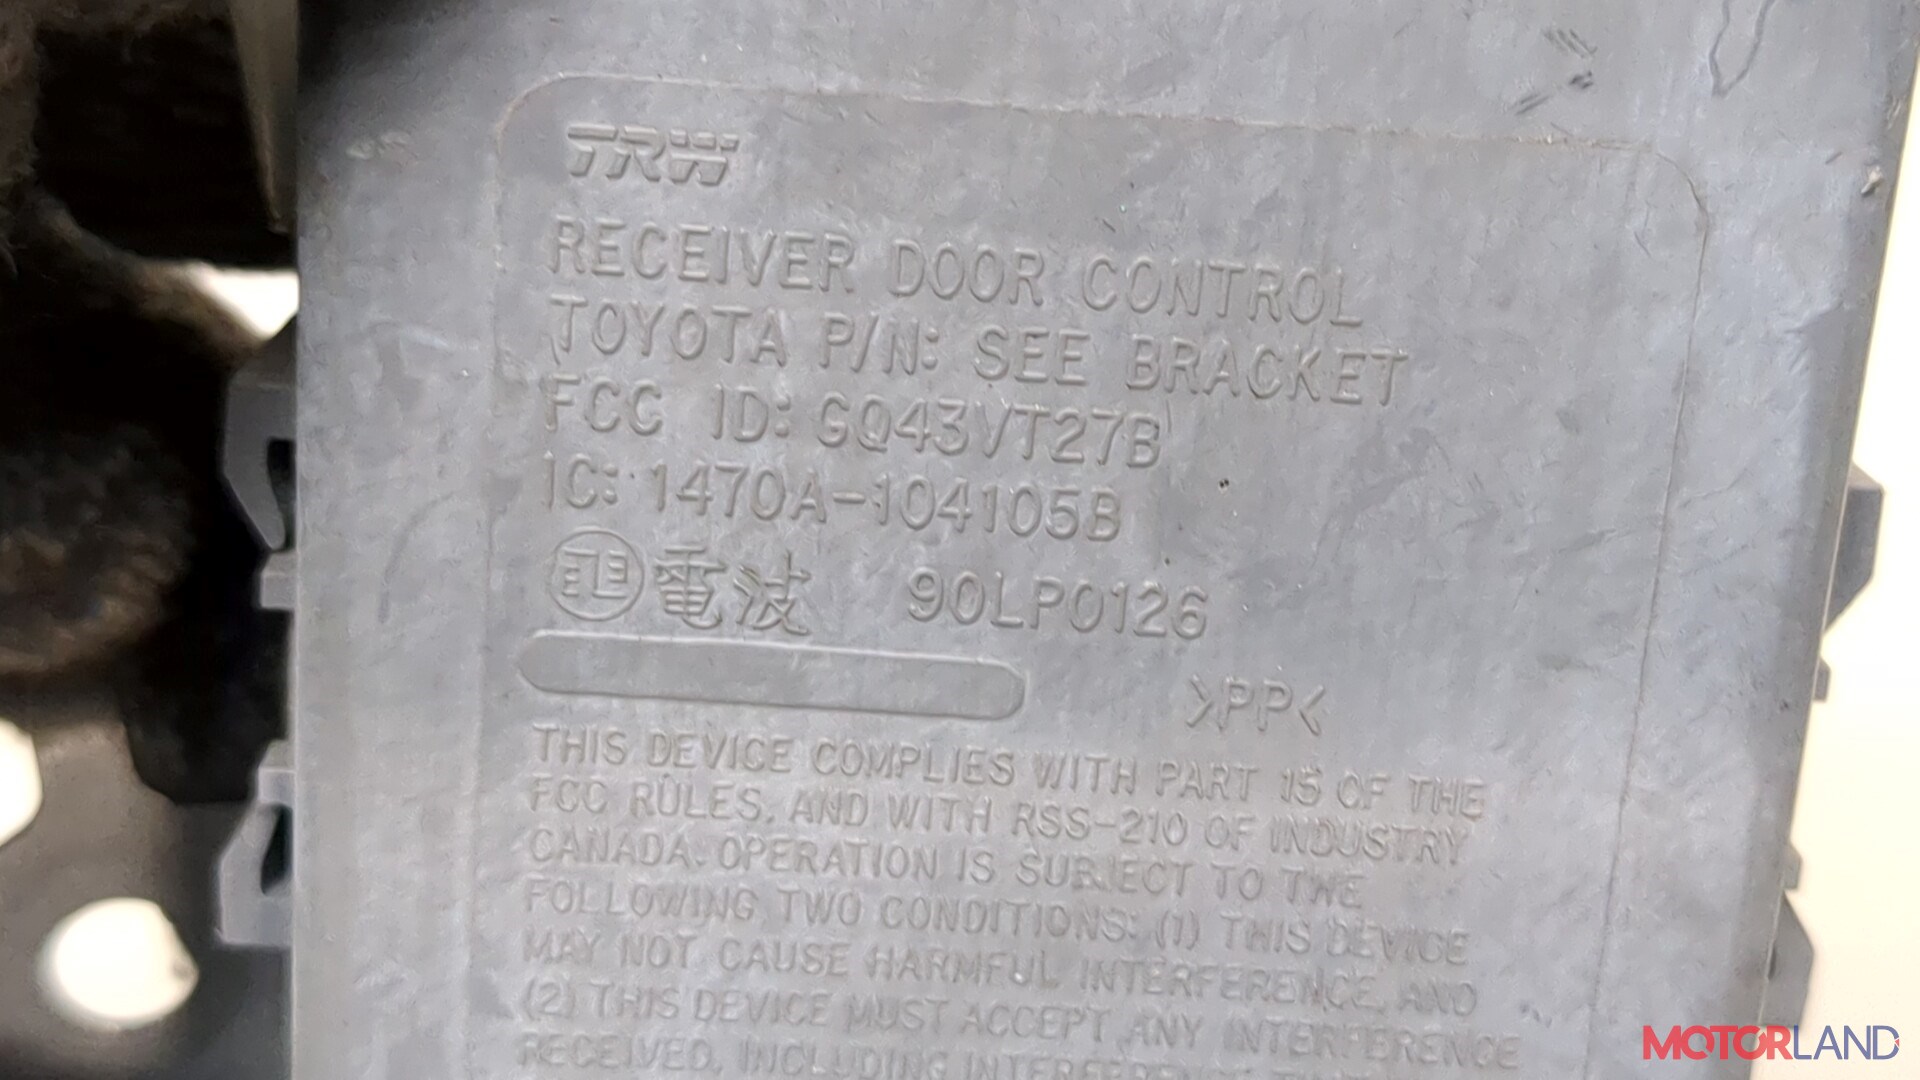 TRW
RECEIVER DOOR CONTROL
TOYOTA P/N: SEE BRACKET
FCC ID: GQ43VT27B
IC: 1470A-104105B
電波 90LP0126
>PP<
THIS DEVICE COMPLIES WITH PART 15 OF THE
FCC RULES, AND WITH RSS-210 OF INDUSTRY
CANADA. OPERATION IS SUBJECT TO THE
FOLLOWING TWO CONDITIONS: (1) THIS DEVICE
MAY NOT CAUSE HARMFUL INTERFERENCE, AND
(2) THIS DEVICE MUST ACCEPT ANY INTERFERENCE
RECEIVED, INCLUDING
MOTORLAND